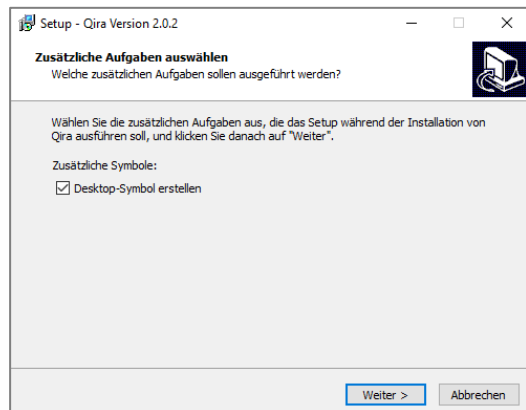 Setup - Qira Version 2.0.2
Zusätzliche Aufgaben auswählen
Welche zusätzlichen Aufgaben sollen ausgeführt werden?
Wählen Sie die zusätzlichen Aufgaben aus, die das Setup während der Installation von
Qira ausführen soll, und klicken Sie danach auf "Weiter".
Zusätzliche Symbole:
Desktop-Symbol erstellen
Weiter >
Abbrechen